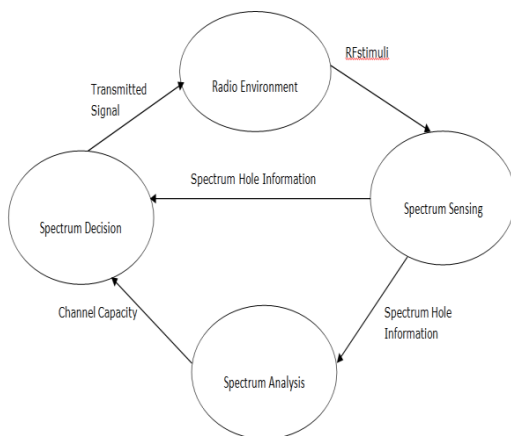 RFstimuli
Radio Environment
Transmitted
Signal
Spectrum Hole Information
Spectrum Sensing
Spectrum Decision
Channel Capacity
Spectrum Hole
Information
Spectrum Analysis